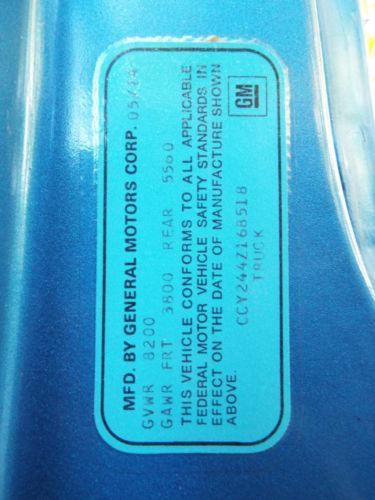 MFD. BY GENERAL MOTORS CORP. 05/74
GVWR 8200
GAWR FRT 3800 REAR 5560
THIS VEHICLE CONFORMS TO ALL APPLICABLE
FEDERAL MOTOR VEHICLE SAFETY STANDARDS IN
EFFECT ON THE DATE OF MANUFACTURE SHOWN
ABOVE.
CCY244Z168518
TRUCK
GM